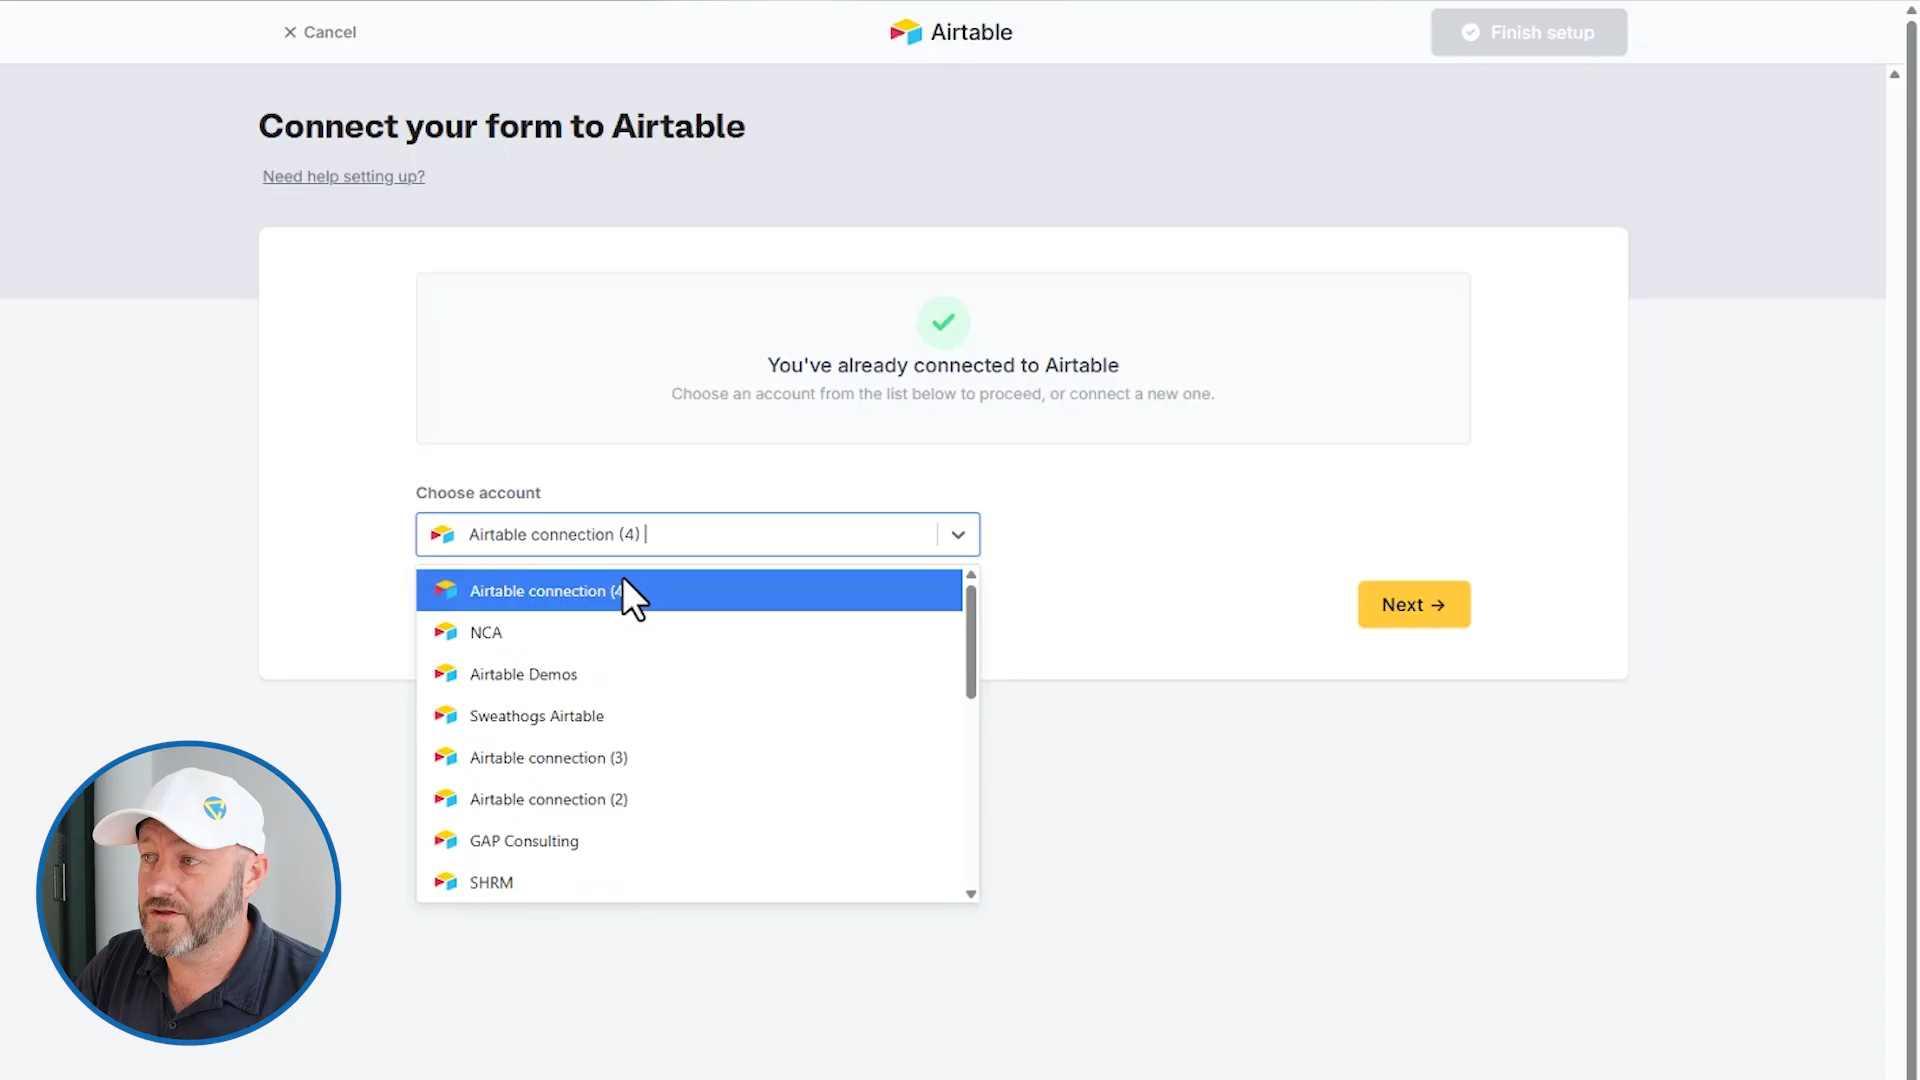 Cancel
Airtable
Finish setup
Connect your form to Airtable
Need help setting up?
You've already connected to Airtable
Choose an account from the list below to proceed, or connect a new one.
Choose account
Airtable connection (4)
Airtable connection (4
NCA
Airtable Demos
Sweathogs Airtable
Airtable connection (3)
Airtable connection (2)
GAP Consulting
SHRM
Next →